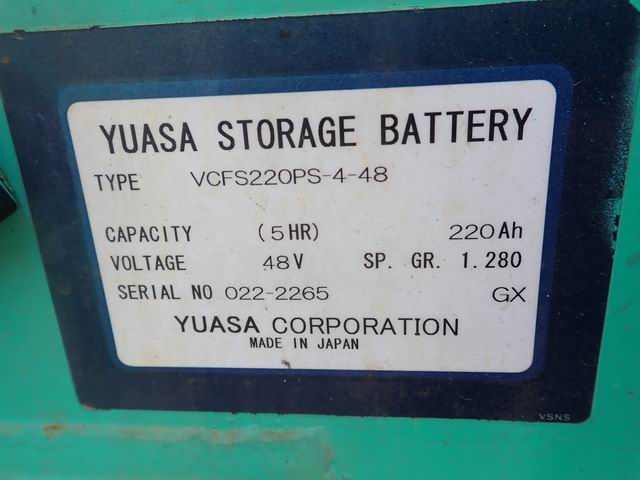 YUASA STORAGE BATTERY
TYPE VCFS220PS-4-48
CAPACITY (5HR) 220Ah
VOLTAGE 48V SP. GR. 1.280
SERIAL NO 022-2265 GX
YUASA CORPORATION
MADE IN JAPAN
VSNS